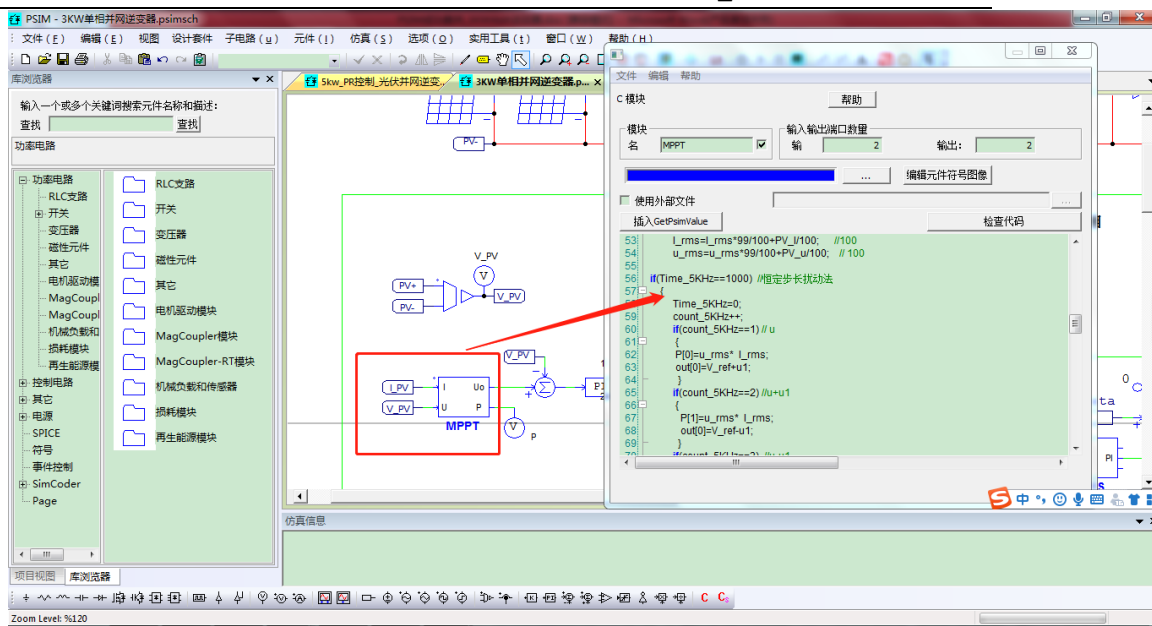 PSIM - 3KW单相并网逆变器.psimsch
文件(F) 编辑(E) 视图 设计套件 子电路(u) 元件(I) 仿真(S) 选项(O) 实用工具(t) 窗口(W) 帮助(H)
库浏览器
输入一个或多个关键词搜索元件名称和描述:
查找 查找
功率电路
功率电路
RLC支路
开关
变压器
磁性元件
其它
电机驱动模
MagCoupl
MagCoupl
机械负载和
损耗模块
再生能源模
控制电路
其它
电源
SPICE
符号
事件控制
SimCoder
Page
RLC支路
开关
变压器
磁性元件
其它
电机驱动模块
MagCoupler模块
MagCoupler-RT模块
机械负载和传感器
损耗模块
再生能源模块
项目视图 库浏览器
5kw_PR控制_光伏并网逆变.. 3KW单相并网逆变器.p...
PV-
V_PV
V
PV+
PV-
V_PV
V_PV
I_PV
V_PV
I Uo
U P
MPPT
V P
PI
文件 编辑 帮助
C 模块 帮助
模块
名 MPPT
输入输出端口数量
输 2 输出: 2
... 编辑元件符号图像
使用外部文件 ...
插入GetPsimValue 检查代码
53 I_rms=I_rms*99/100+PV_I/100; //100
54 u_rms=u_rms*99/100+PV_u/100; // 100
55
56 if(Time_5KHz==1000) //恒定步长扰动法
57 {
Time_5KHz=0;
59 count_5KHz++;
60 if(count_5KHz==1) // u
61 {
62 P[0]=u_rms* I_rms;
63 out[0]=V_ref+u1;
64 }
65 if(count_5KHz==2) //u+u1
66 {
67 P[1]=u_rms* I_rms;
68 out[0]=V_ref-u1;
69 }
70 if(count_5KHz==3) //u-u1
0
ta
PI
中
仿真信息
C
Zoom Level: %120